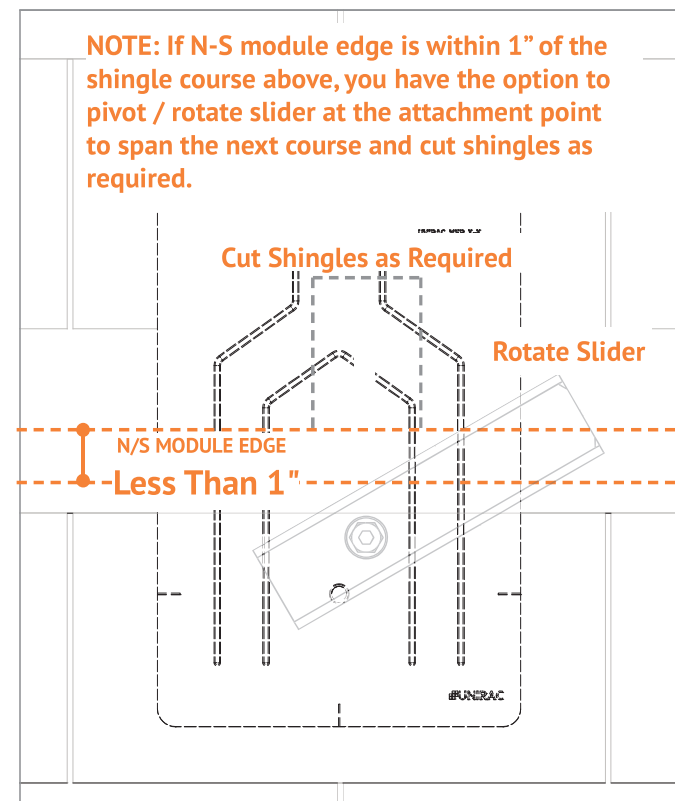 NOTE: If N-S module edge is within 1” of the
shingle course above, you have the option to
pivot / rotate slider at the attachment point
to span the next course and cut shingles as
required.
Cut Shingles as Required
Rotate Slider
N/S MODULE EDGE
Less Than 1"
UNIRAC